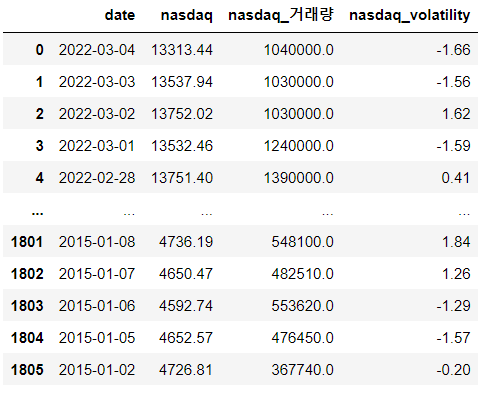 date nasdaq nasdaq_거래량 nasdaq_volatility
0 2022-03-04 13313.44 1040000.0 -1.66
1 2022-03-03 13537.94 1030000.0 -1.56
2 2022-03-02 13752.02 1030000.0 1.62
3 2022-03-01 13532.46 1240000.0 -1.59
4 2022-02-28 13751.40 1390000.0 0.41
... ... ... ... ...
1801 2015-01-08 4736.19 548100.0 1.84
1802 2015-01-07 4650.47 482510.0 1.26
1803 2015-01-06 4592.74 553620.0 -1.29
1804 2015-01-05 4652.57 476450.0 -1.57
1805 2015-01-02 4726.81 367740.0 -0.20